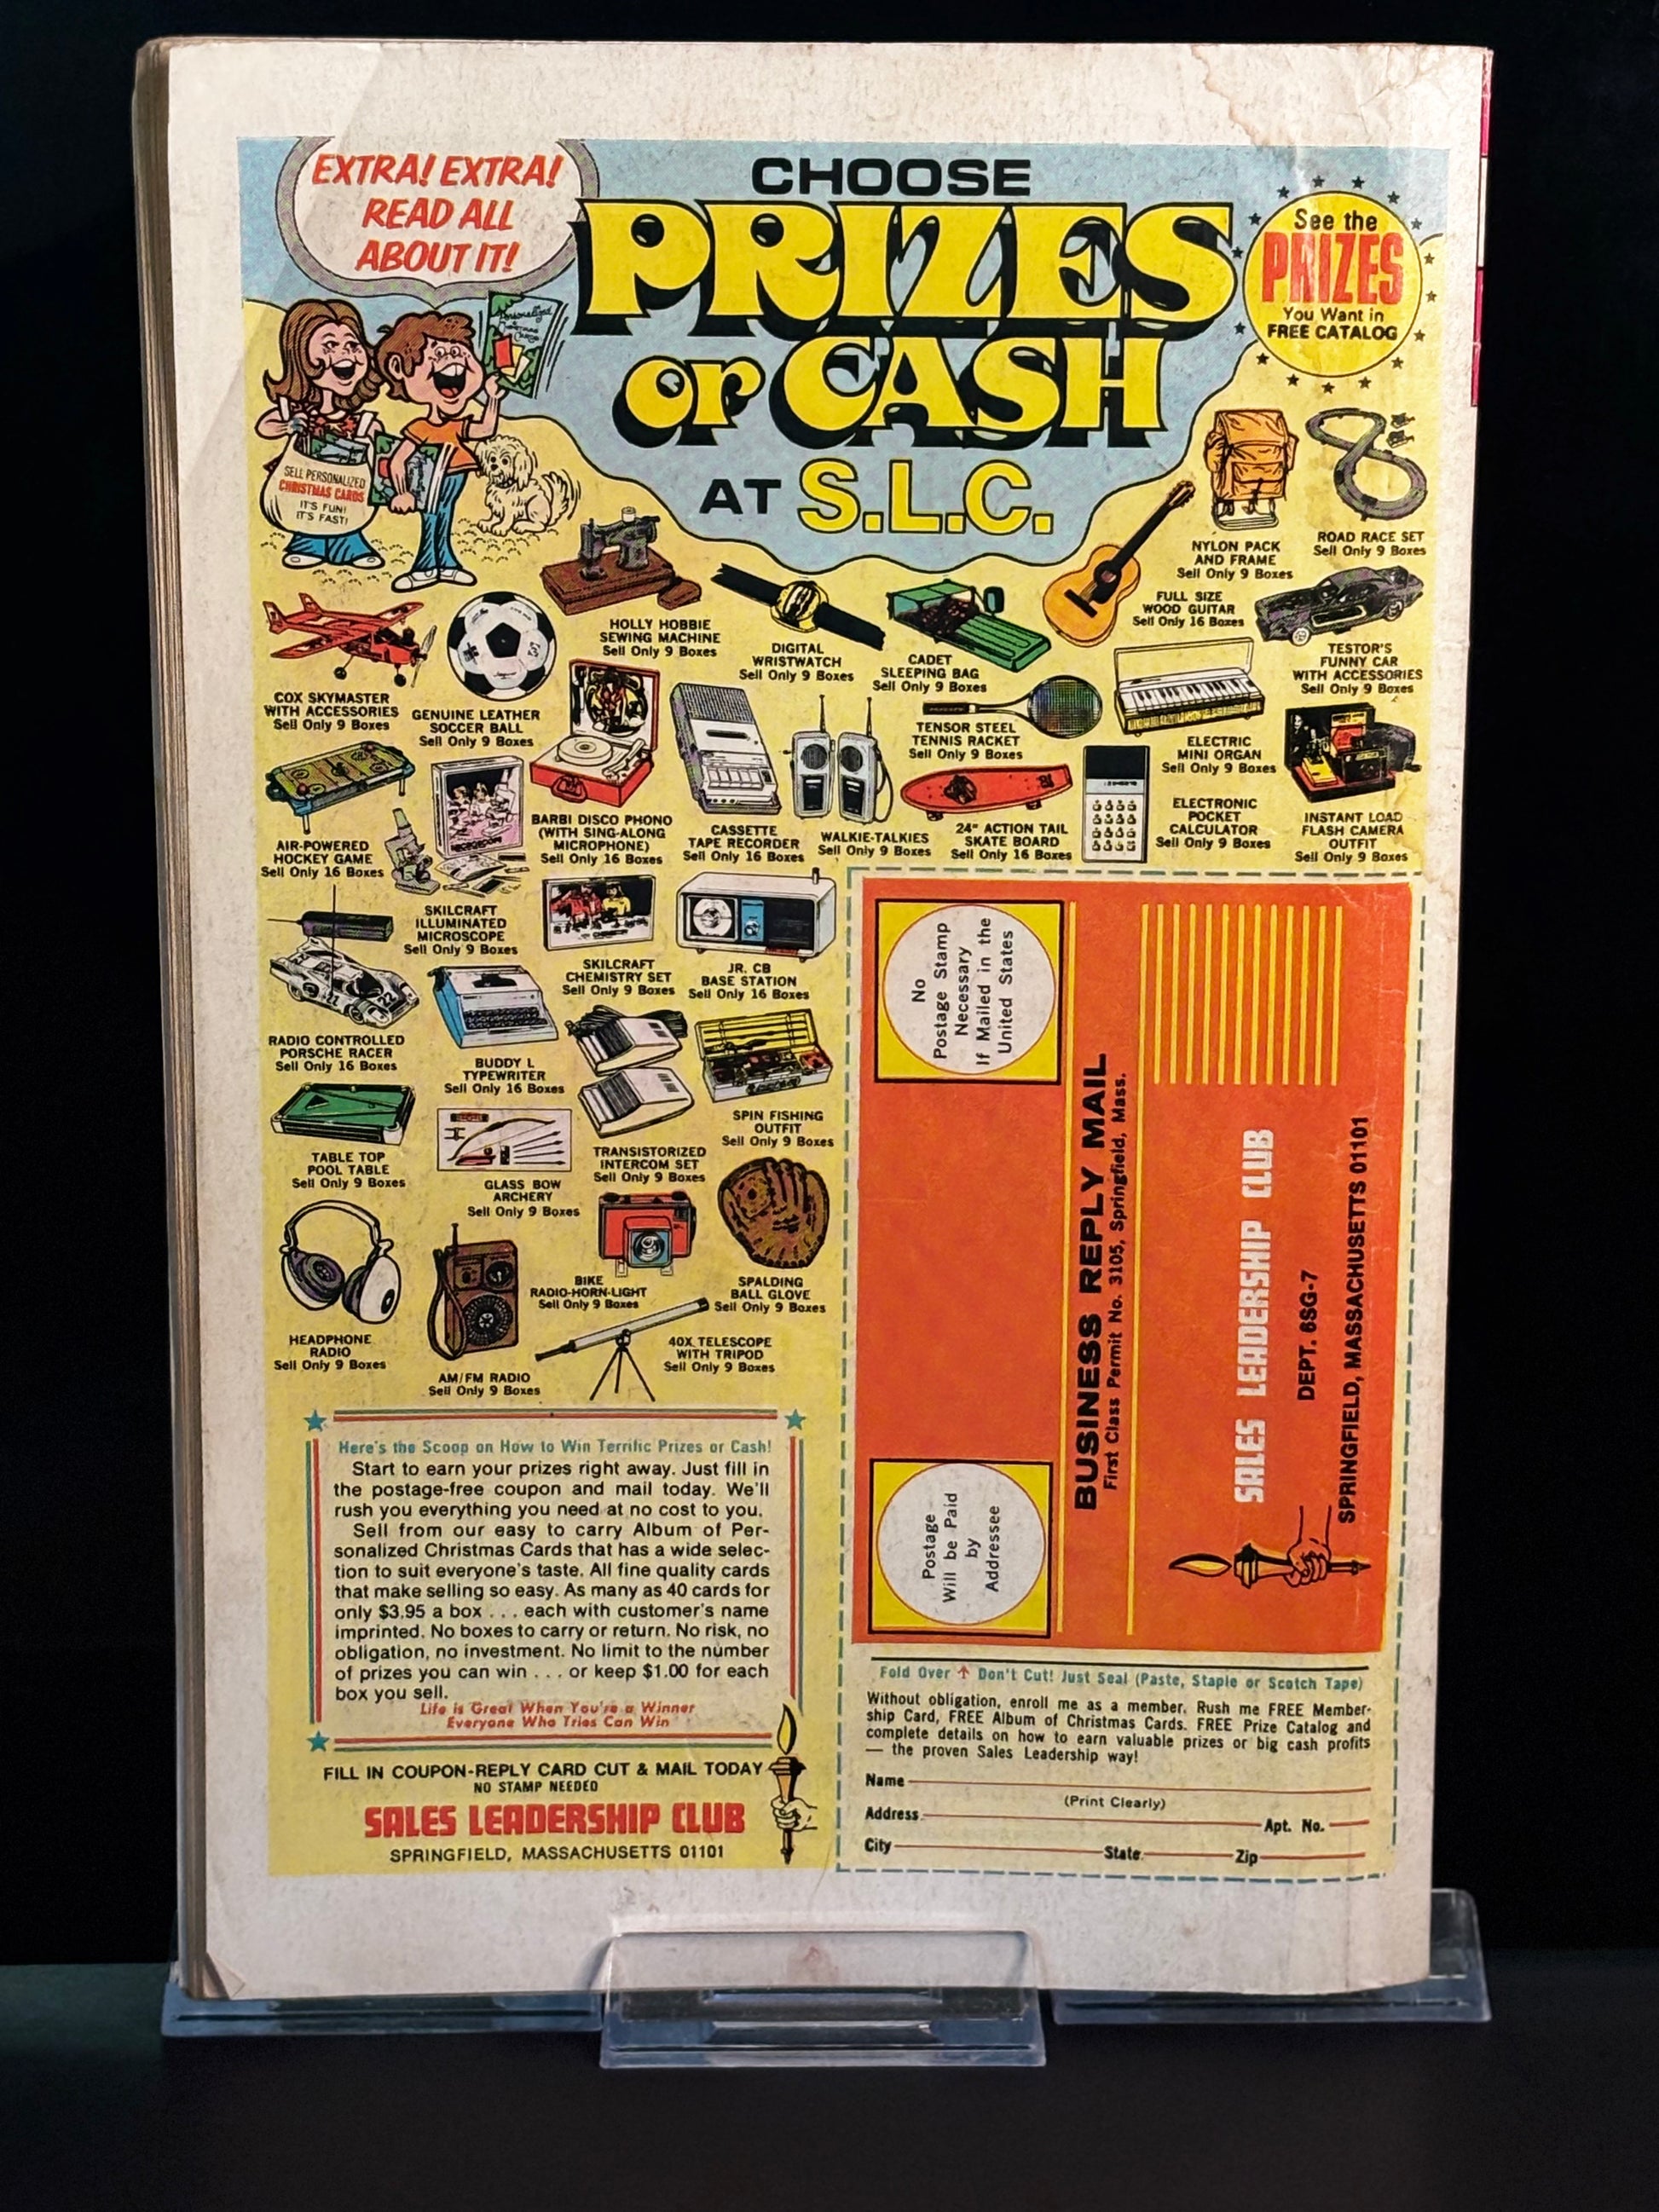 EXTRA! EXTRA!
READ ALL
ABOUT IT!
CHOOSE
PRIZES
or CASH
AT S.L.C.
See the
PRIZES
You Want in
FREE CATALOG
Personalized
Christmas
SELL PERSONALIZED
CHRISTMAS CARDS
IT'S FUN!
IT'S FAST!
NYLON PACK
AND FRAME
Sell Only 9 Boxes
ROAD RACE SET
Sell Only 9 Boxes
HOLLY HOBBIE
SEWING MACHINE
Sell Only 9 Boxes
DIGITAL
WRISTWATCH
Sell Only 9 Boxes
CADET
SLEEPING BAG
Sell Only 9 Boxes
FULL SIZE
WOOD GUITAR
Sell Only 16 Boxes
TESTOR'S
FUNNY CAR
WITH ACCESSORIES
Sell Only 9 Boxes
COX SKYMASTER
WITH ACCESSORIES
Sell Only 9 Boxes
GENUINE LEATHER
SOCCER BALL
Sell Only 9 Boxes
TENSOR STEEL
TENNIS RACKET
Sell Only 9 Boxes
ELECTRIC
MINI ORGAN
Sell Only 16 Boxes
AIR-POWERED
HOCKEY GAME
Sell Only 16 Boxes
BARBI DISCO PHONO
(WITH SING-ALONG
MICROPHONE)
Sell Only 16 Boxes
CASSETTE
TAPE RECORDER
Sell Only 16 Boxes
WALKIE-TALKIES
Sell Only 9 Boxes
24" ACTION TAIL
SKATE BOARD
Sell Only 16 Boxes
ELECTRONIC
POCKET
CALCULATOR
Sell Only 9 Boxes
INSTANT LOAD
FLASH CAMERA
OUTFIT
Sell Only 9 Boxes
SKILCRAFT
ILLUMINATED
MICROSCOPE
Sell Only 9 Boxes
SKILCRAFT
CHEMISTRY SET
Sell Only 9 Boxes
JR. CB
BASE STATION
Sell Only 16 Boxes
22
RADIO CONTROLLED
PORSCHE RACER
Sell Only 16 Boxes
BUDDY L
TYPEWRITER
Sell Only 16 Boxes
SPIN FISHING
OUTFIT
Sell Only 9 Boxes
TABLE TOP
POOL TABLE
Sell Only 9 Boxes
GLASS BOW
ARCHERY
Sell Only 9 Boxes
TRANSISTORIZED
INTERCOM SET
Sell Only 9 Boxes
HEADPHONE
RADIO
Sell Only 9 Boxes
AM/FM RADIO
Sell Only 9 Boxes
BIKE
RADIO-HORN-LIGHT
Sell Only 9 Boxes
SPALDING
BALL GLOVE
Sell Only 9 Boxes
40X TELESCOPE
WITH TRIPOD
Sell Only 9 Boxes
Here's the Scoop on How to Win Terrific Prizes or Cash!
Start to earn your prizes right away. Just fill in
the postage-free coupon and mail today. We'll
rush you everything you need at no cost to you.
Sell from our easy to carry Album of Per-
sonalized Christmas Cards that has a wide selec-
tion to suit everyone's taste. All fine quality cards
that make selling so easy. As many as 40 cards for
only $3.95 a box . . . each with customer's name
imprinted. No boxes to carry or return. No risk, no
obligation, no investment. No limit to the number
of prizes you can win . . . or keep $1.00 for each
box you sell.
Life is Great When You're a Winner
Everyone Who Tries Can Win
FILL IN COUPON-REPLY CARD CUT & MAIL TODAY
NO STAMP NEEDED
SALES LEADERSHIP CLUB
SPRINGFIELD, MASSACHUSETTS 01101
No
Postage Stamp
Necessary
If Mailed in the
United States
Postage
Will be Paid
by
Addressee
BUSINESS REPLY MAIL
First Class Permit No. 3105, Springfield, Mass.
SALES LEADERSHIP CLUB
DEPT. 6SG-7
SPRINGFIELD, MASSACHUSETTS 01101
Fold Over ↑ Don't Cut! Just Seal (Paste, Staple or Scotch Tape)
Without obligation, enroll me as a member. Rush me FREE Member-
ship Card, FREE Album of Christmas Cards. FREE Prize Catalog and
complete details on how to earn valuable prizes or big cash profits
— the proven Sales Leadership way!
Name
(Print Clearly)
Address Apt. No.
City State Zip